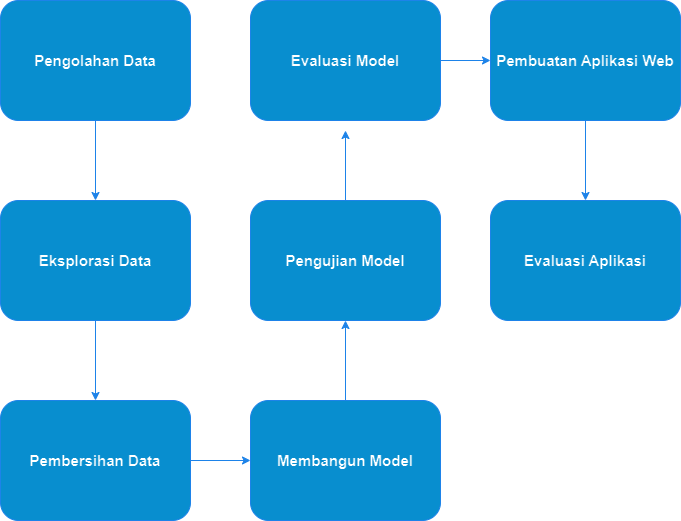 Pengolahan Data
Eksplorasi Data
Pembersihan Data
Membangun Model
Pengujian Model
Evaluasi Model
Pembuatan Aplikasi Web
Evaluasi Aplikasi